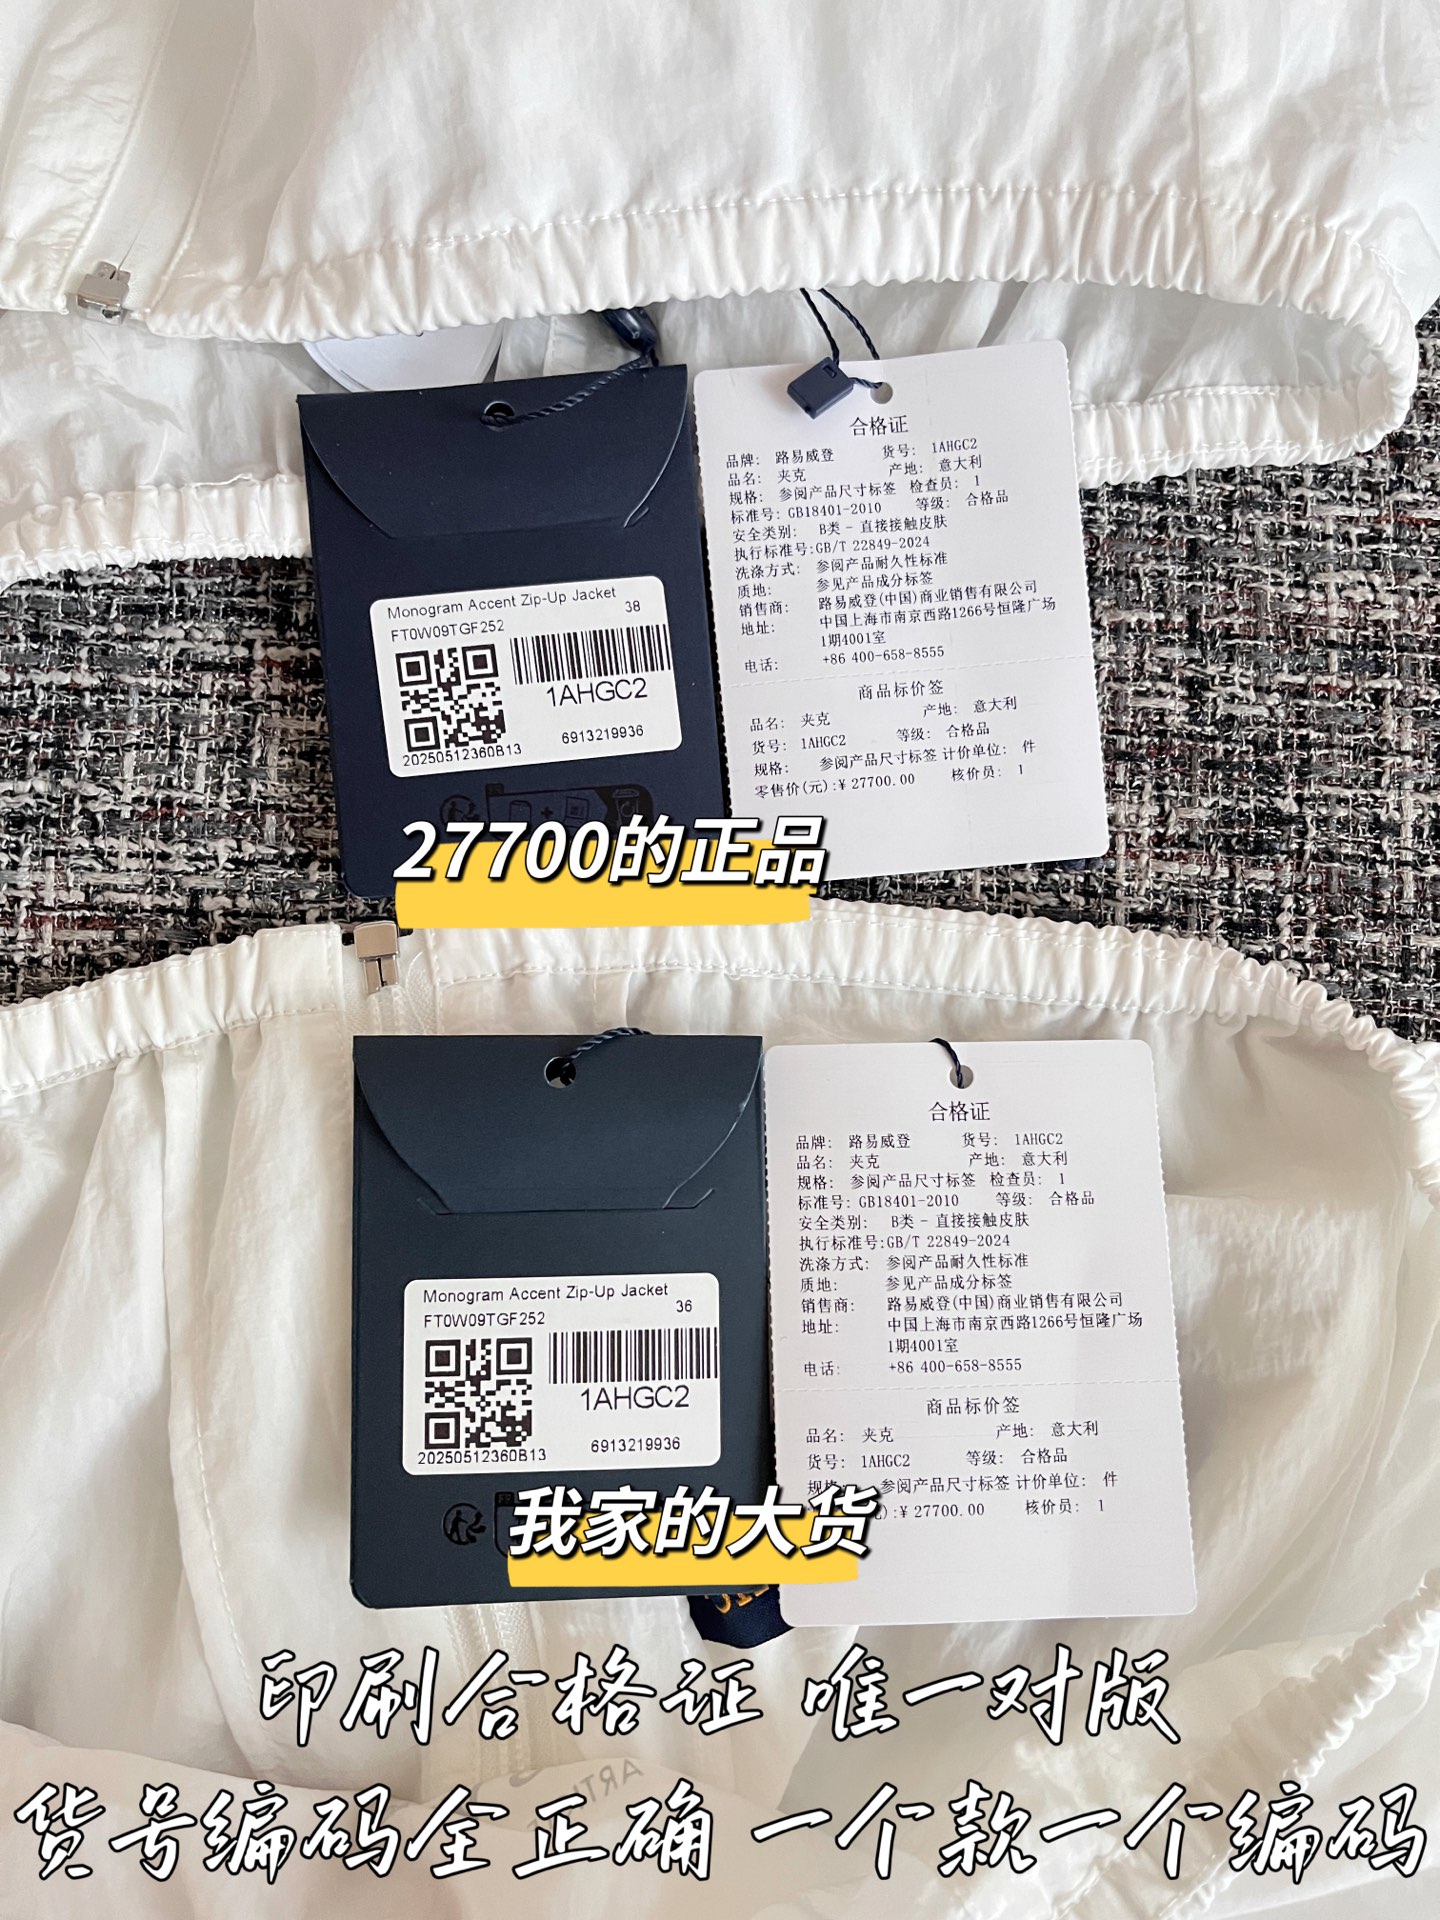 合格证
品牌: 路易威登 货号: 1AHGC2
品名: 夹克 产地: 意大利
规格: 参阅产品尺寸标签 检查员: 1
标准号: GB18401-2010 等级: 合格品
安全类别: B类 - 直接接触皮肤
执行标准号:GB/T 22849-2024
洗涤方式: 参阅产品耐久性标准
质地: 参见产品成分标签
销售商: 路易威登(中国)商业销售有限公司
地址: 中国上海市南京西路1266号恒隆广场
1期4001室
电话: +86 400-658-8555
商品标价签
品名: 夹克 产地: 意大利
货号: 1AHGC2 等级: 合格品
规格: 参阅产品尺寸标签 计价单位: 件
零售价(元):¥ 27700.00 核价员: 1
Monogram Accent Zip-Up Jacket
38
FT0W09TGF252
1AHGC2
6913219936
20250512360B13
27700的正品
合格证
品牌: 路易威登 货号: 1AHGC2
品名: 夹克 产地: 意大利
规格: 参阅产品尺寸标签 检查员: 1
标准号: GB18401-2010 等级: 合格品
安全类别: B类 - 直接接触皮肤
执行标准号:GB/T 22849-2024
洗涤方式: 参阅产品耐久性标准
质地: 参见产品成分标签
销售商: 路易威登(中国)商业销售有限公司
地址: 中国上海市南京西路1266号恒隆广场
1期4001室
电话: +86 400-658-8555
商品标价签
品名: 夹克 产地: 意大利
货号: 1AHGC2 等级: 合格品
参阅产品尺寸标签 计价单位: 件
):¥ 27700.00 核价员: 1
Monogram Accent Zip-Up Jacket
36
FT0W09TGF252
1AHGC2
6913219936
20250512360B13
我家的大货
印刷合格证 唯一对版
货号编码全正确 一个款一个编码